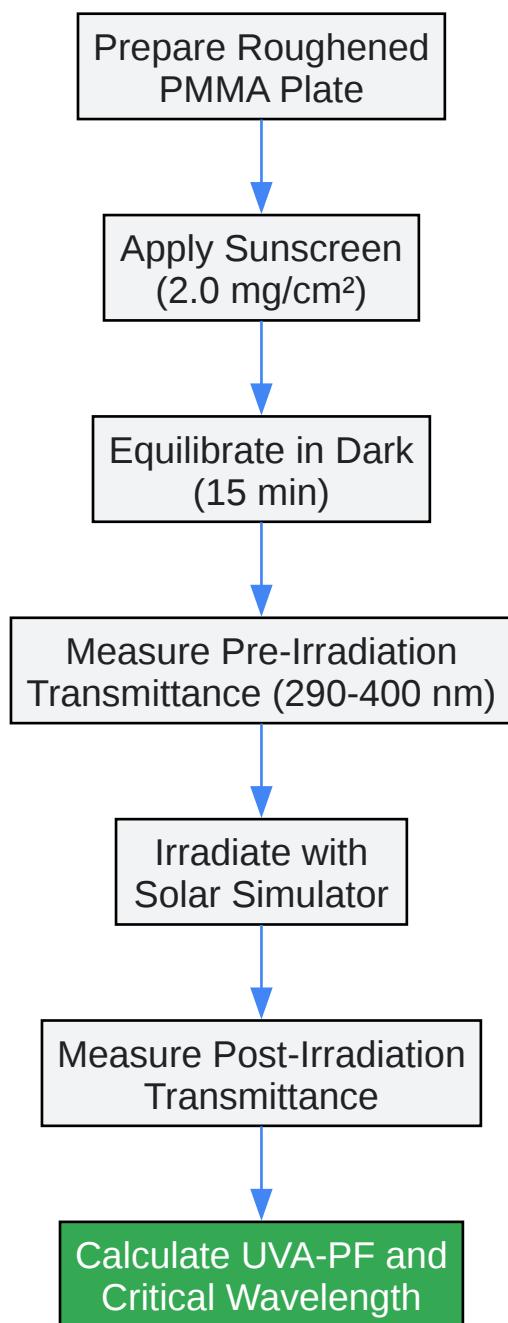 Prepare Roughened
PMMA Plate
Apply Sunscreen
(2.0 mg/cm²)
Equilibrate in Dark
(15 min)
Measure Pre-Irradiation
Transmittance (290-400 nm)
Irradiate with
Solar Simulator
Measure Post-Irradiation
Transmittance
Calculate UVA-PF and
Critical Wavelength